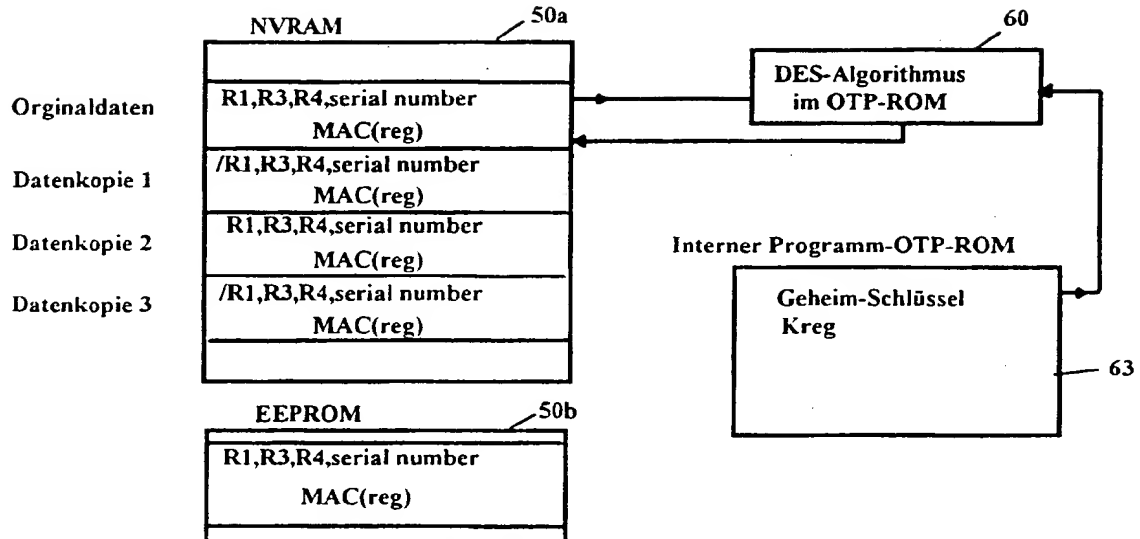 NVRAM
50a
60
DES-Algorithmus
im OTP-ROM
Orginaldaten
R1,R3,R4,serial number
MAC(reg)
Datenkopie 1
/R1,R3,R4,serial number
MAC(reg)
Datenkopie 2
R1,R3,R4,serial number
MAC(reg)
Datenkopie 3
/R1,R3,R4,serial number
MAC(reg)
Interner Programm-OTP-ROM
Geheim-Schlüssel
Kreg
63
EEPROM
50b
R1,R3,R4,serial number
MAC(reg)